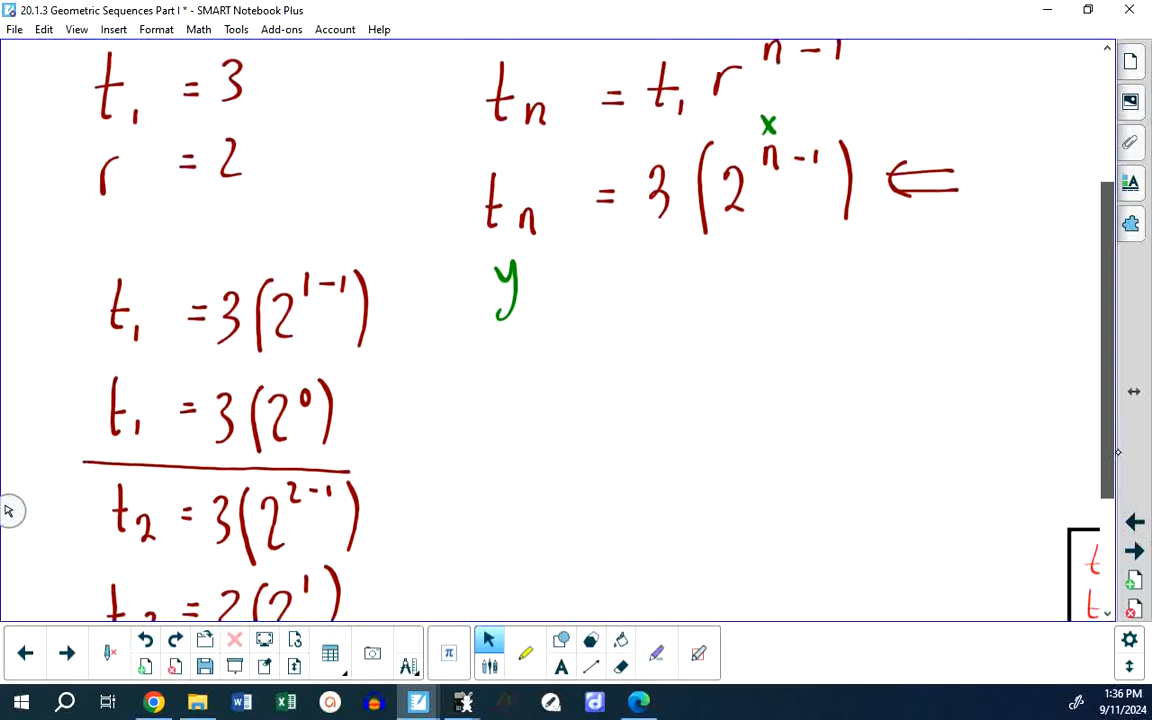 20.1.3 Geometric Sequences Part I * - SMART Notebook Plus
File Edit View Insert Format Math Tools Add-ons Account Help
t₁ = 3
r = 2
tₙ = t₁ r^(n-1)
x
tₙ = 3(2^(n-1)) ⇐
y
t₁ = 3(2^(1-1))
t₁ = 3(2^0)
t₂ = 3(2^(2-1))
t
t
1:36 PM
9/11/2024